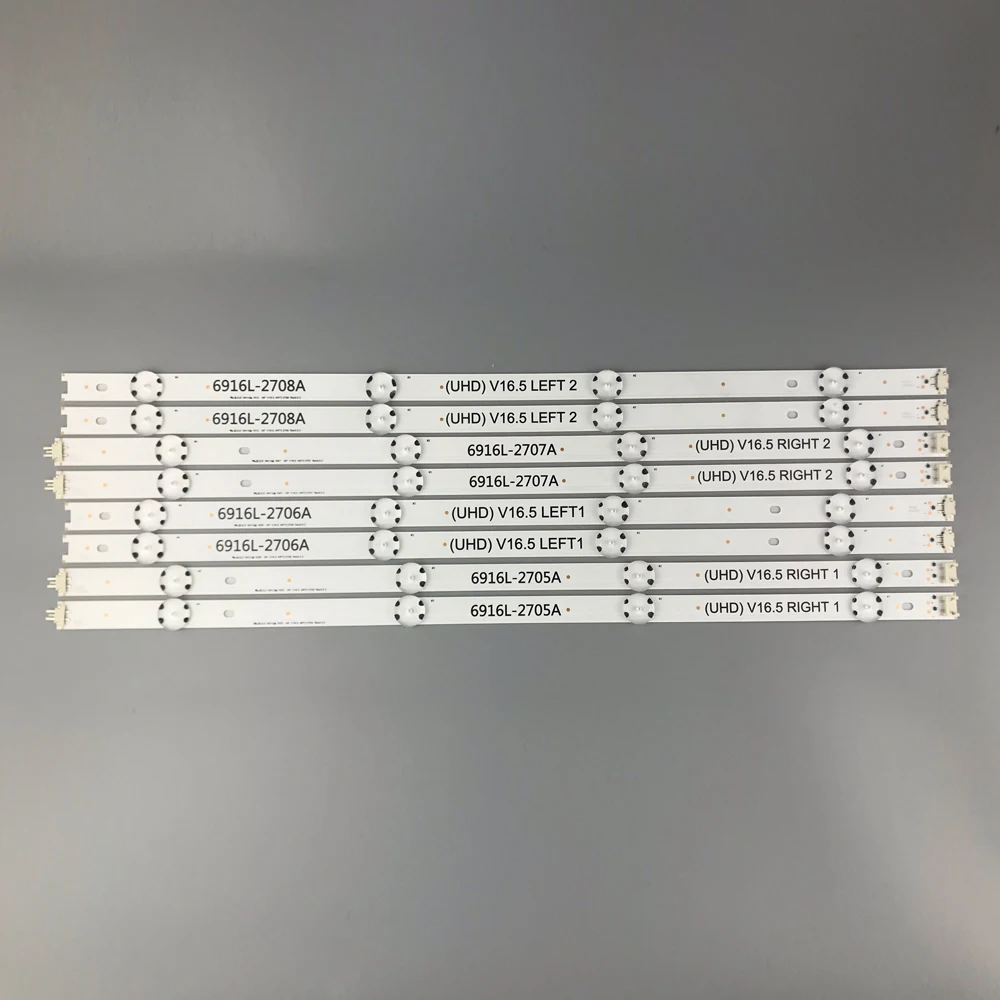 6916L-2708A (UHD) V16.5 LEFT 2
6916L-2708A (UHD) V16.5 LEFT 2
6916L-2707A (UHD) V16.5 RIGHT 2
6916L-2707A (UHD) V16.5 RIGHT 2
6916L-2706A (UHD) V16.5 LEFT1
6916L-2706A (UHD) V16.5 LEFT1
6916L-2705A (UHD) V16.5 RIGHT 1
6916L-2705A (UHD) V16.5 RIGHT 1